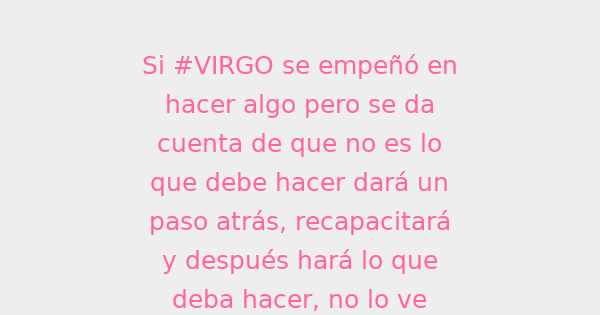 Si #VIRGO se empeñó en
hacer algo pero se da
cuenta de que no es lo
que debe hacer dará un
paso atrás, recapacitará
y después hará lo que
deba hacer, no lo ve